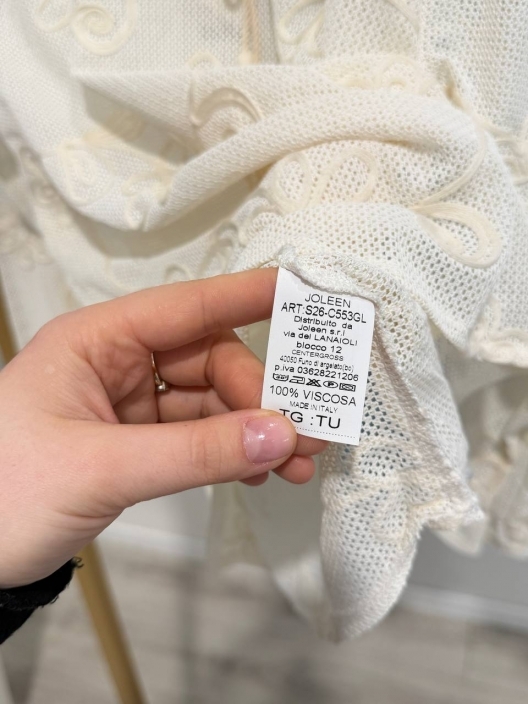 JOLEEN
ART:S26-C553GL
Distribuito da
Joleen s.r.l
via dei LANAIOLI
blocco 12
CENTERGROSS
40050 Funo di argelato(bo)
p.iva 03628221206
100% VISCOSA
MADE IN ITALY
TG :TU